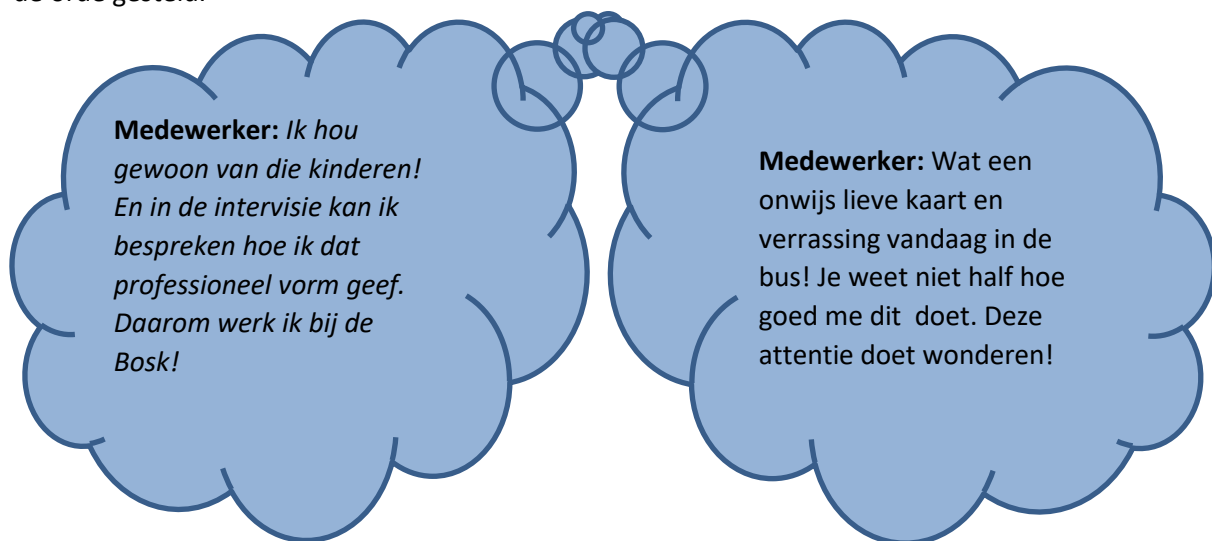 de orde gesteld.
Medewerker: Ik hou
gewoon van die kinderen!
En in de intervisie kan ik
bespreken hoe ik dat
professioneel vorm geef.
Daarom werk ik bij de
Bosk!
Medewerker: Wat een
onwijs lieve kaart en
verrassing vandaag in de
bus! Je weet niet half hoe
goed me dit  doet. Deze
attentie doet wonderen!